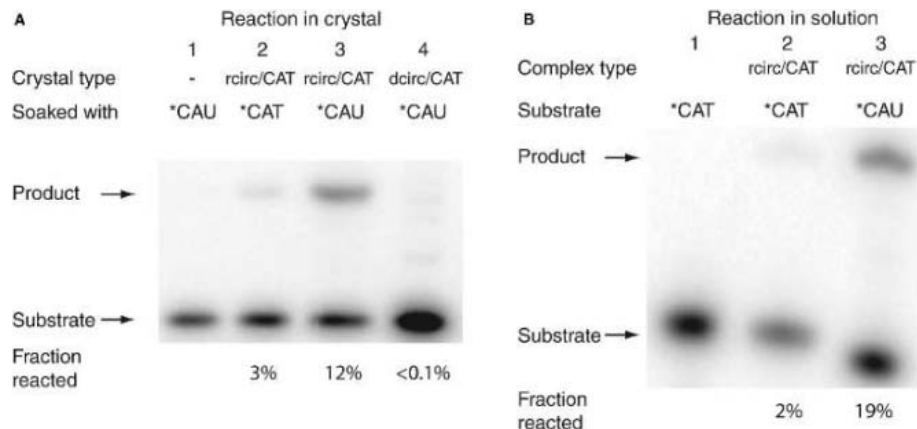 A
Reaction in crystal
1 2 3 4
Crystal type - rcirc/CAT rcirc/CAT dcirc/CAT
Soaked with *CAU *CAT *CAU *CAU
Product
Substrate
Fraction
reacted 3% 12% <0.1%
B
Reaction in solution
1 2 3
Complex type rcirc/CAT rcirc/CAT
Substrate *CAT *CAT *CAU
Product
Substrate
Fraction
reacted 2% 19%